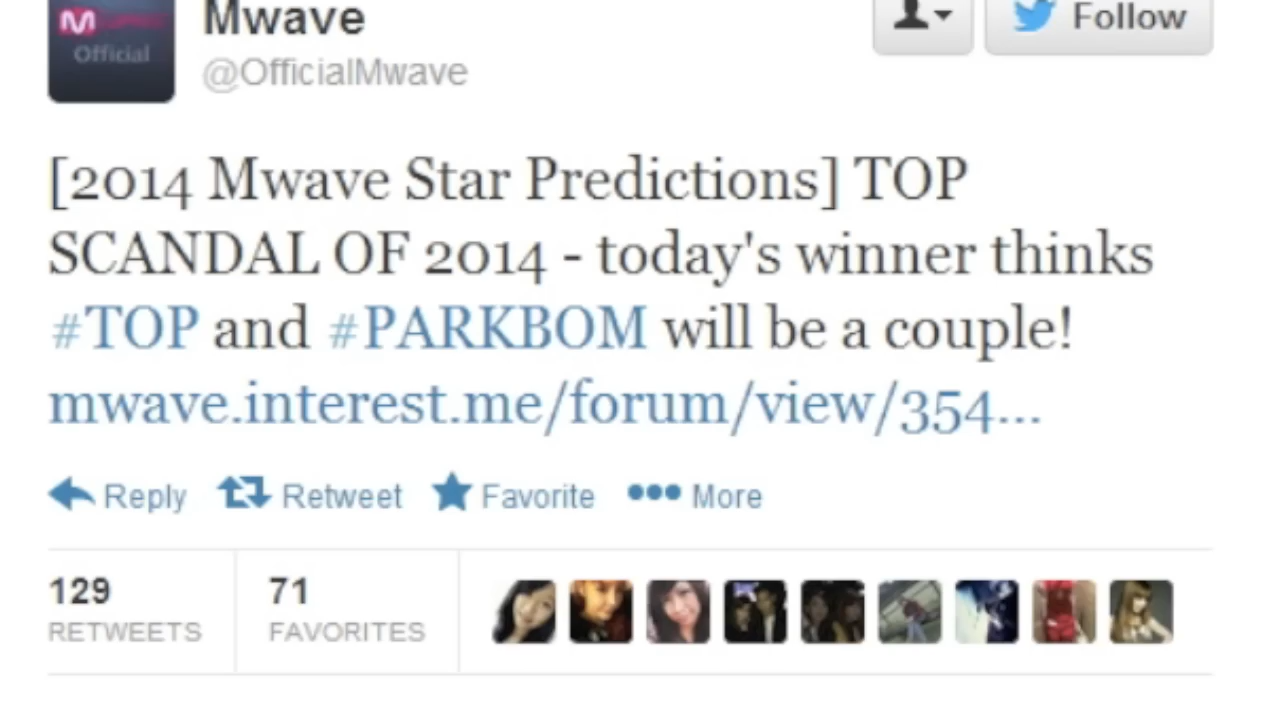 Mwave
Official
@OfficialMwave
Follow
[2014 Mwave Star Predictions] TOP
SCANDAL OF 2014 - today's winner thinks
#TOP and #PARKBOM will be a couple!
mwave.interest.me/forum/view/354...
Reply Retweet Favorite More
129 71
RETWEETS FAVORITES